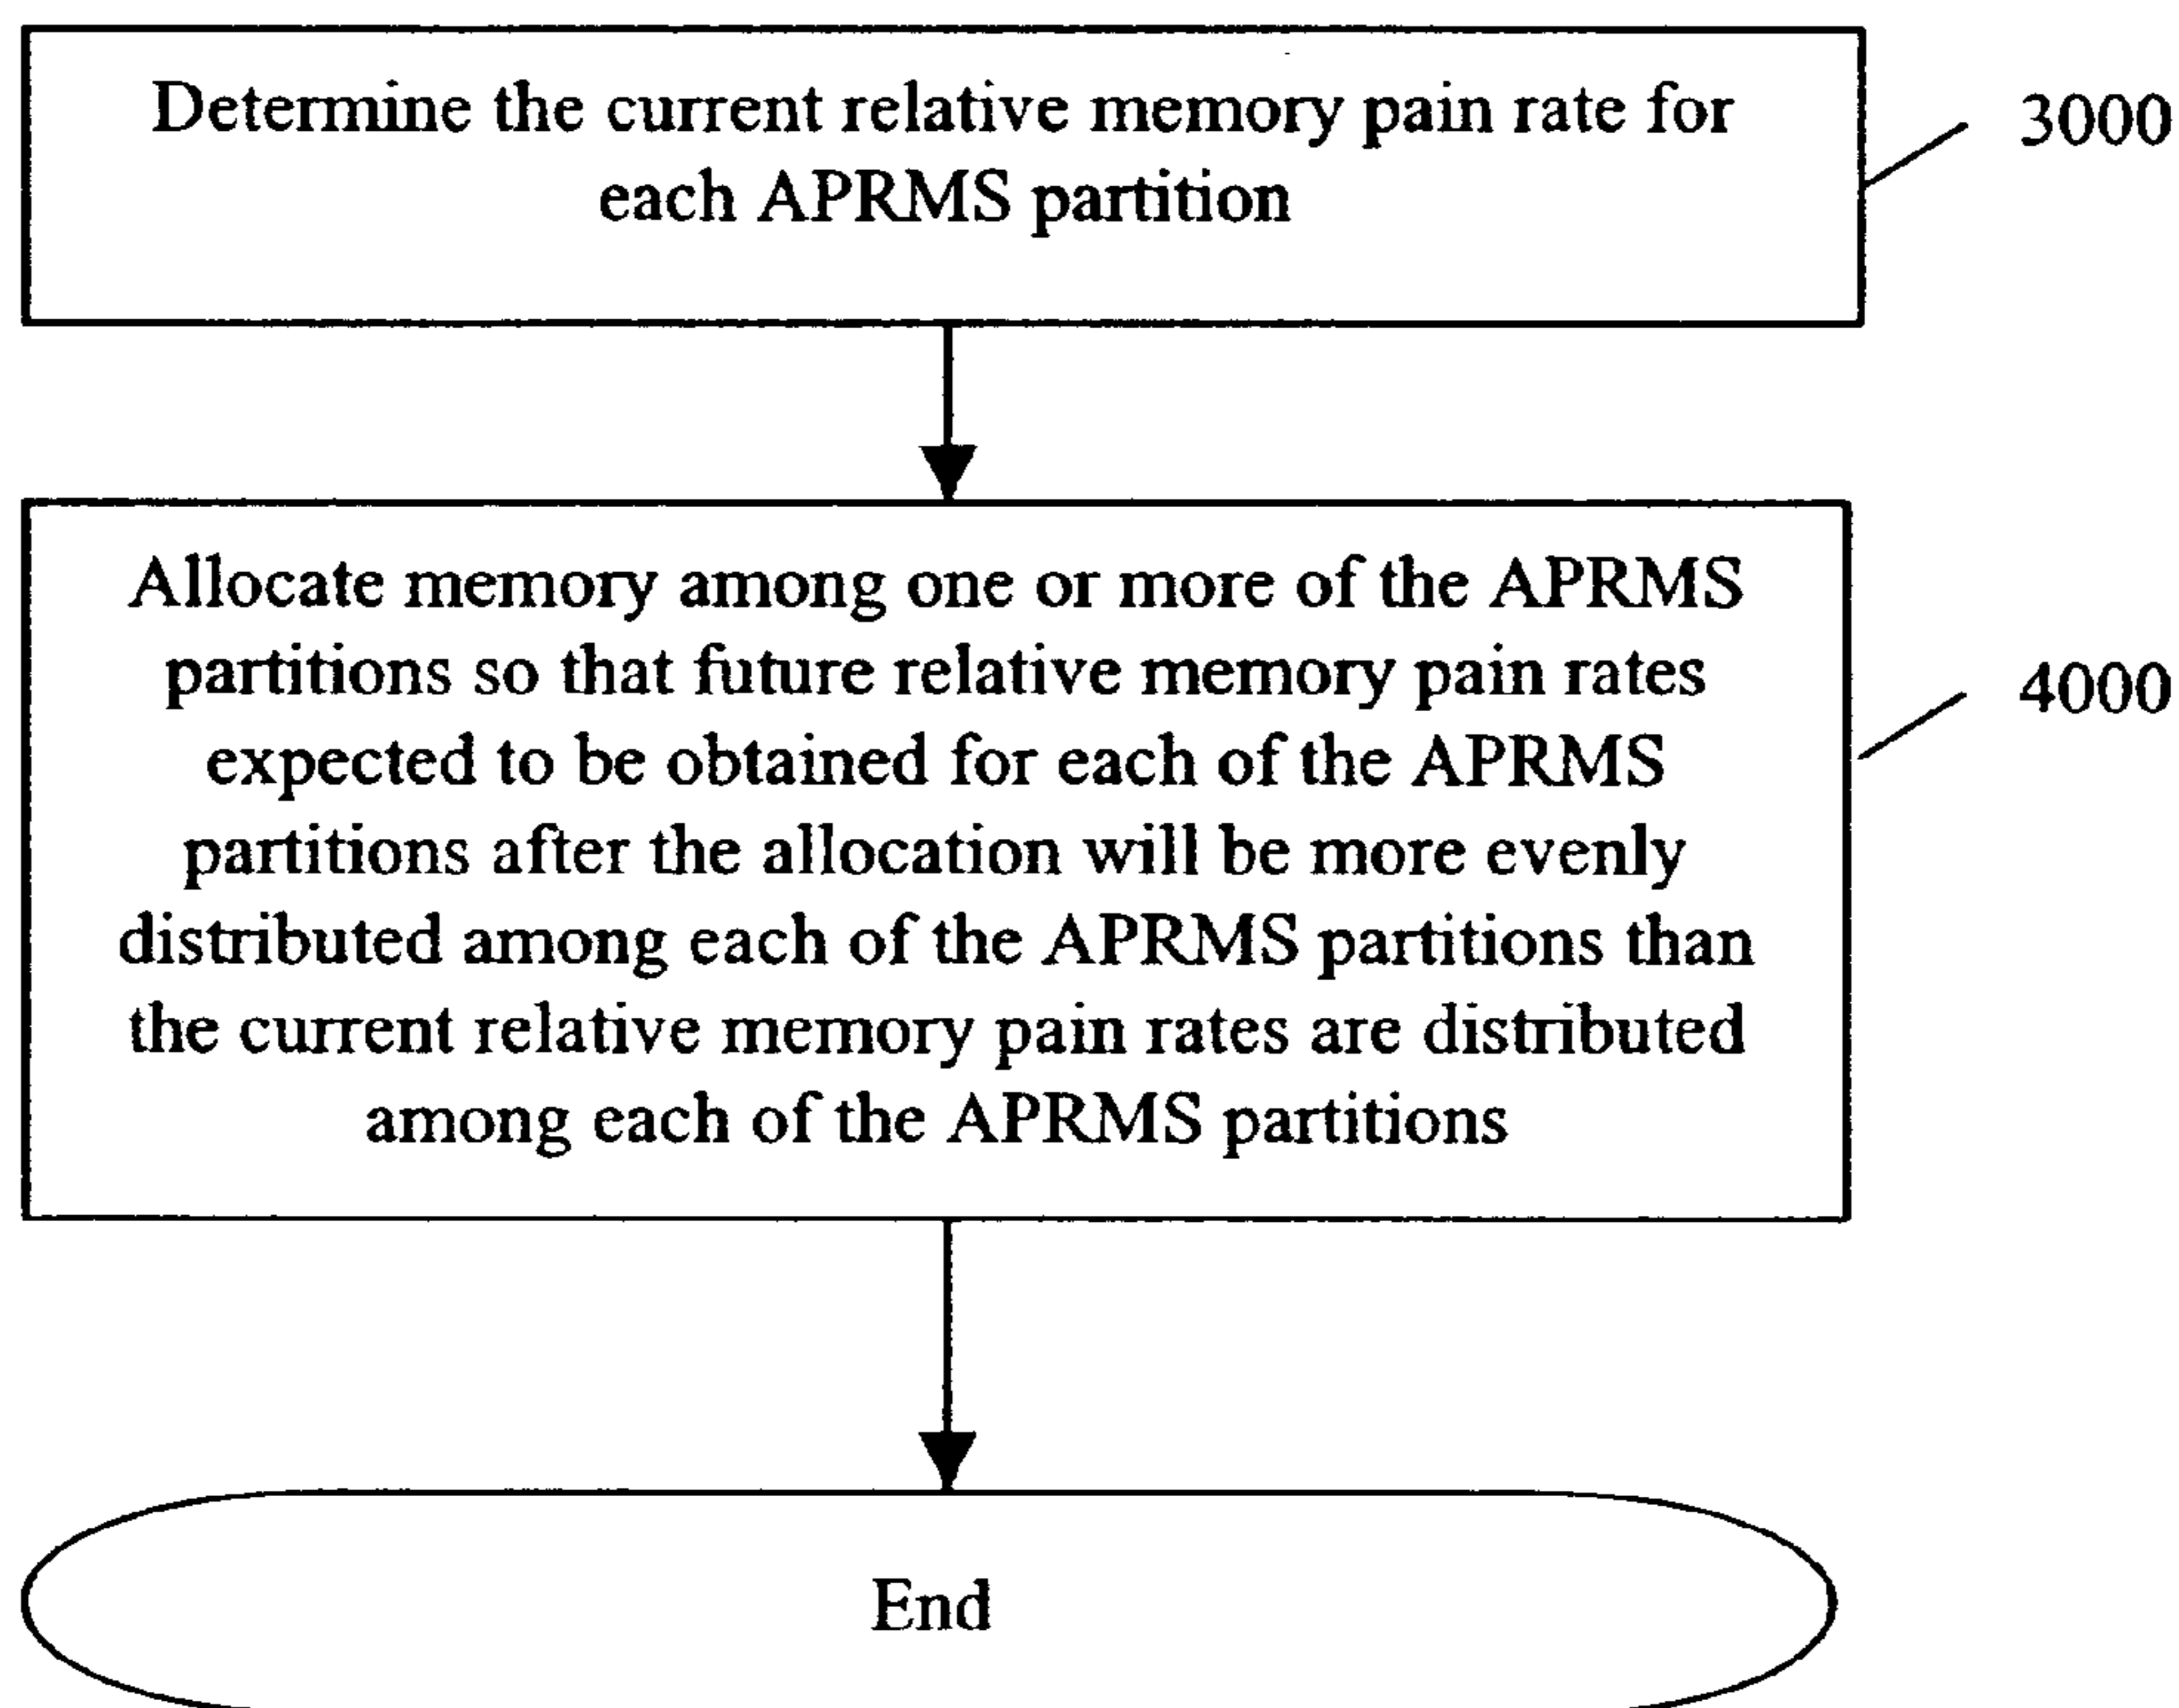 Determine the current relative memory pain rate for
each APRMS partition
3000
Allocate memory among one or more of the APRMS
partitions so that future relative memory pain rates
expected to be obtained for each of the APRMS
partitions after the allocation will be more evenly
distributed among each of the APRMS partitions than
the current relative memory pain rates are distributed
among each of the APRMS partitions
4000
End